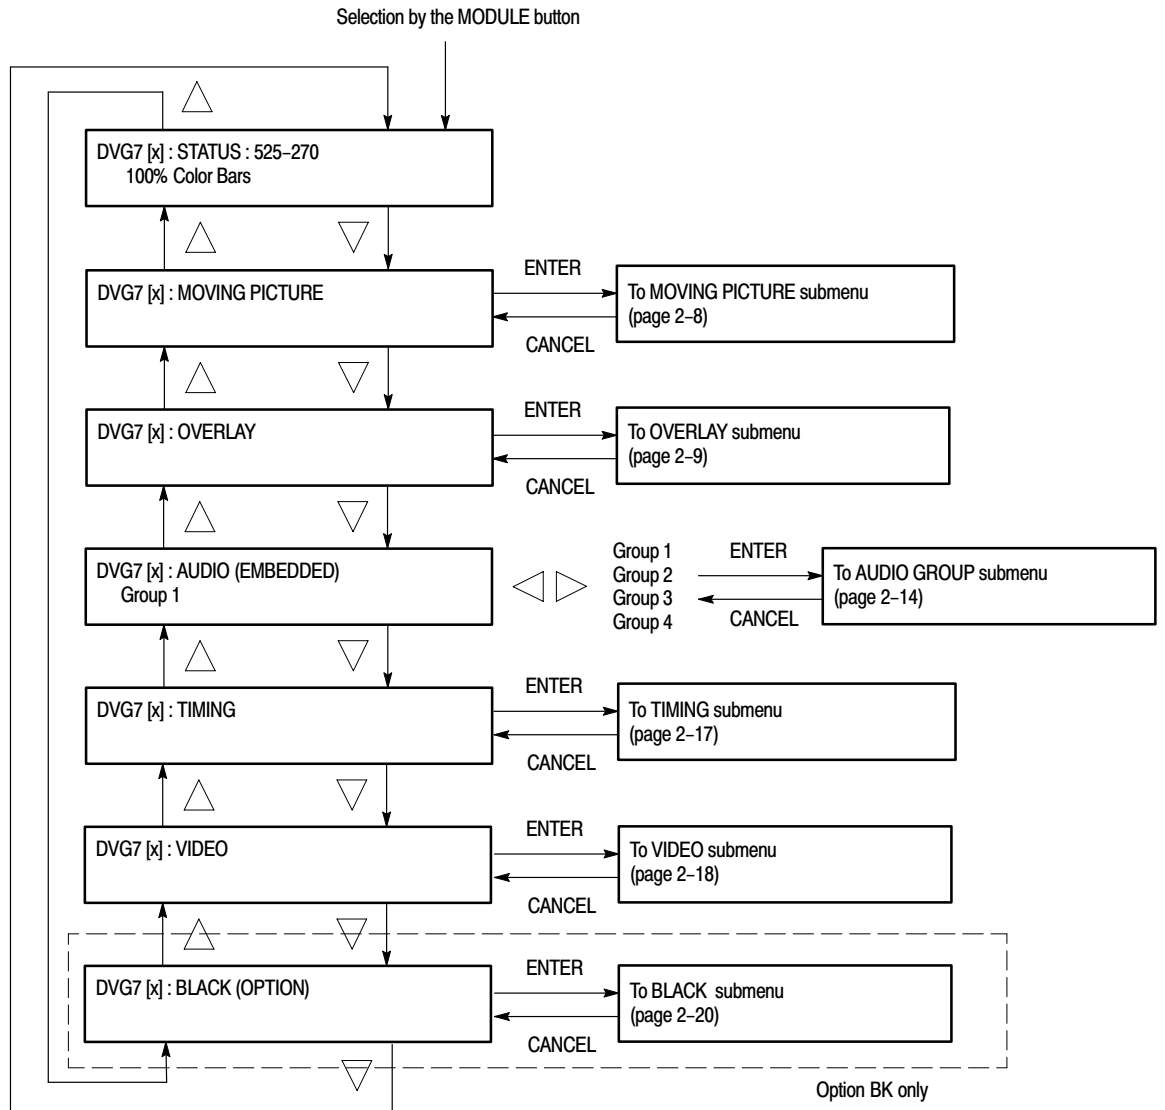 Selection by the MODULE button
DVG7 [x] : STATUS : 525–270
100% Color Bars
DVG7 [x] : MOVING PICTURE
ENTER
CANCEL
To MOVING PICTURE submenu
(page 2–8)
DVG7 [x] : OVERLAY
ENTER
CANCEL
To OVERLAY submenu
(page 2–9)
DVG7 [x] : AUDIO (EMBEDDED)
Group 1
Group 1
Group 2
Group 3
Group 4
ENTER
CANCEL
To AUDIO GROUP submenu
(page 2–14)
DVG7 [x] : TIMING
ENTER
CANCEL
To TIMING submenu
(page 2–17)
DVG7 [x] : VIDEO
ENTER
CANCEL
To VIDEO submenu
(page 2–18)
DVG7 [x] : BLACK (OPTION)
ENTER
CANCEL
To BLACK submenu
(page 2–20)
Option BK only